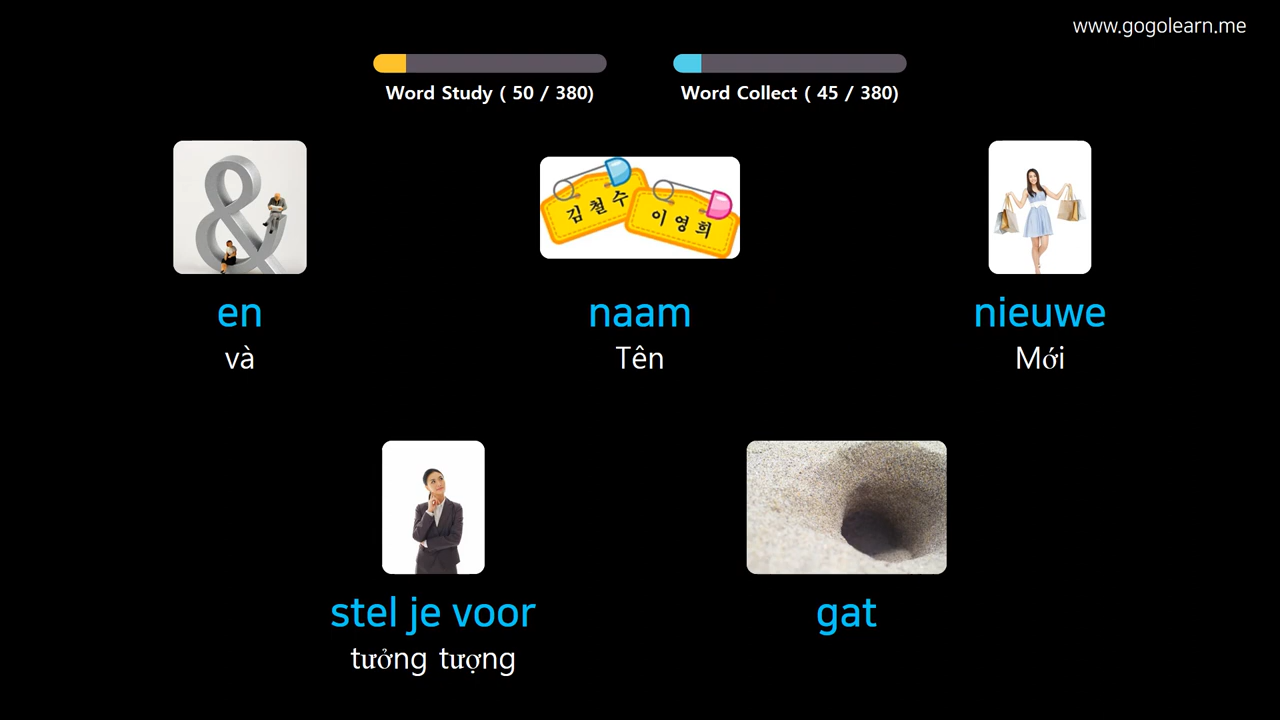 www.gogolearn.me
Word Study ( 50 / 380)
Word Collect ( 45 / 380)
&
김철수
이영희
en
naam
nieuwe
và
Tên
Mới
stel je voor
gat
tưởng tượng